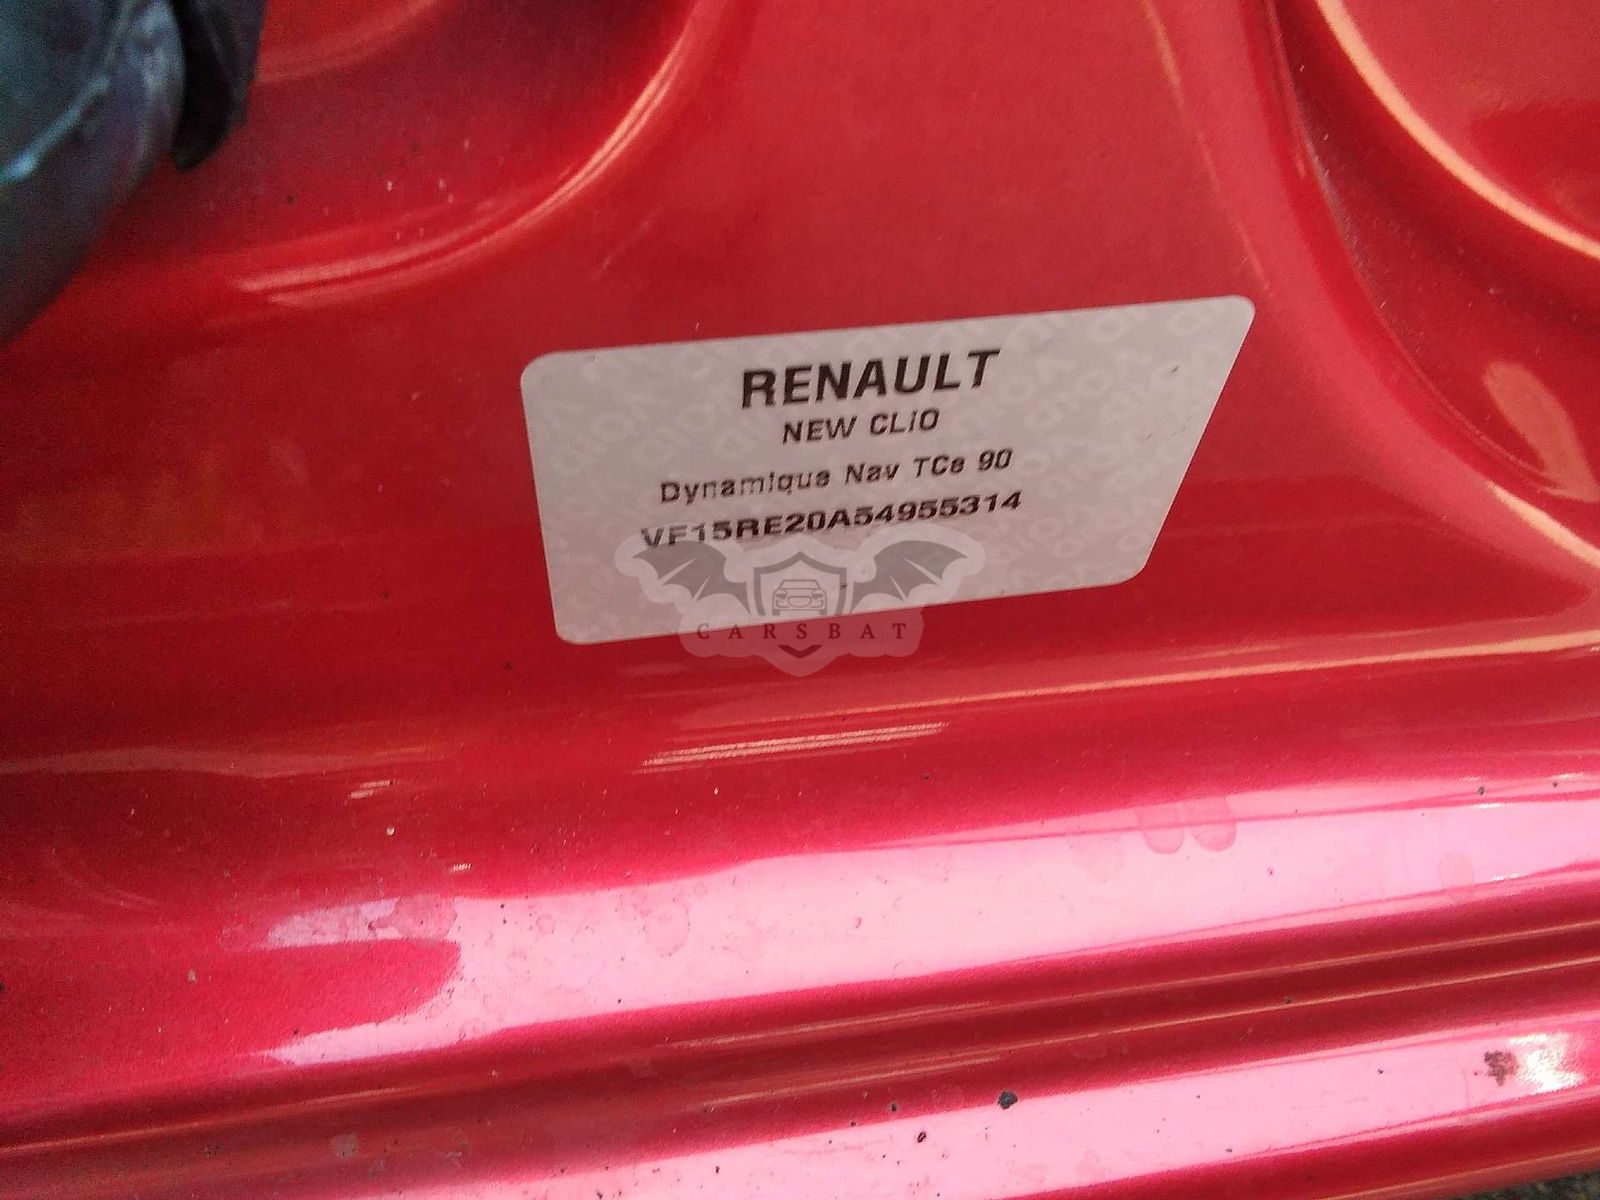 RENAULT
NEW CLIO
Dynamique Nav TCe 90
VF15RE20A54955314
CARSBAT